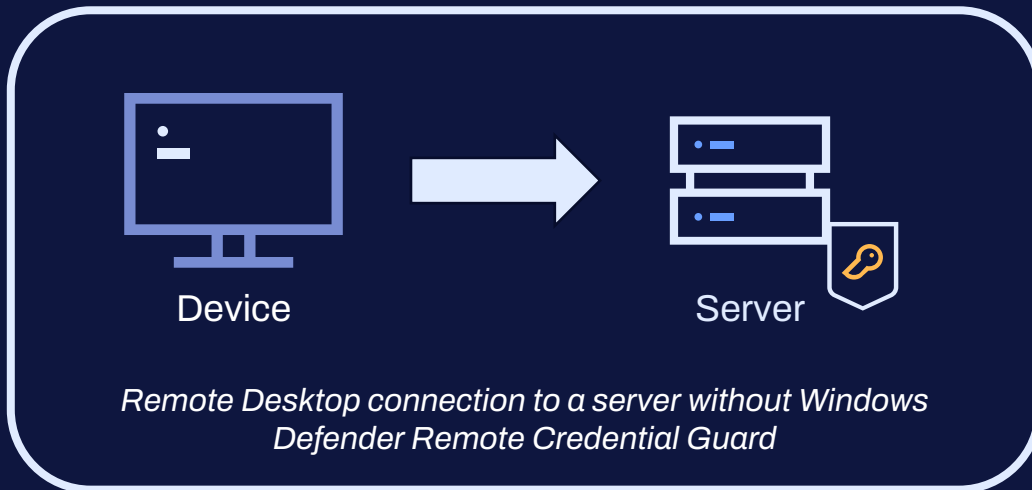 Device
Server
Remote Desktop connection to a server without Windows
Defender Remote Credential Guard